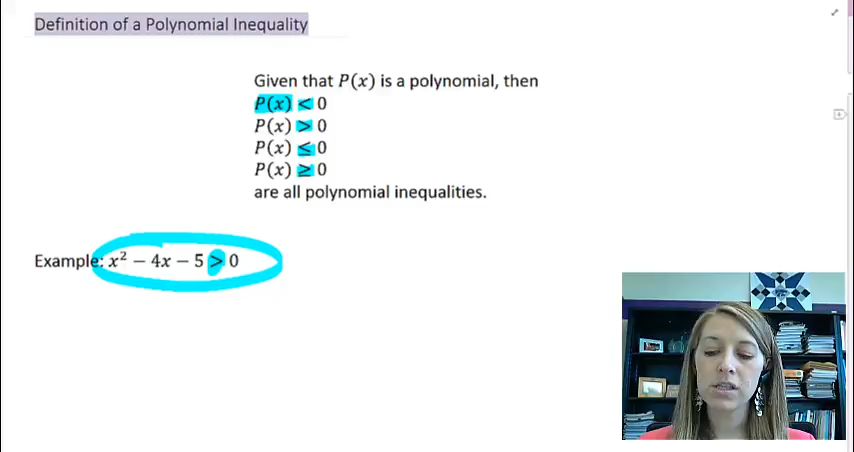 Definition of a Polynomial Inequality
Given that P(x) is a polynomial, then
P(x) < 0
P(x) > 0
P(x) ≤ 0
P(x) ≥ 0
are all polynomial inequalities.
Example: x² − 4x − 5 > 0